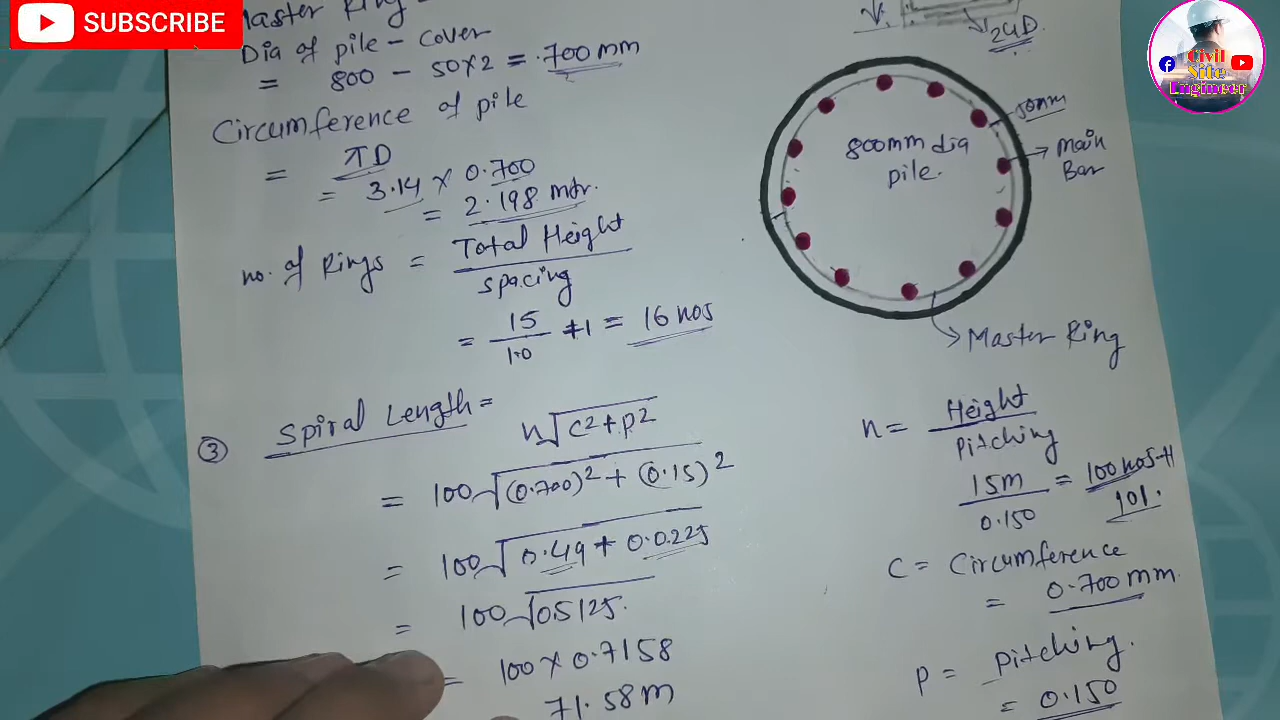 SUBSCRIBE
Master Ring -
Dia of pile - cover
= 800 - 50x2 = 700 mm
Circumference of pile
= πD
= 3.14 x 0.700
= 2.198 mtr.
no. of Rings = Total Height
spacing
= 15 +1 = 16 nos
1.0
③ Spiral Length =
n√c²+p²
= 100√(0.700)²+(0.15)²
= 100√0.49+0.0225
= 100√0.5125
= 100 x 0.7158
71.58m
24D
50mm
800mm dia
pile.
Main
Bar
Master Ring
n = Height
Pitching
15m = 100 nos+1
0.150 101.
C = Circumference
= 0.700 mm
P = Pitching.
= 0.150
Civil
Site
Engineer